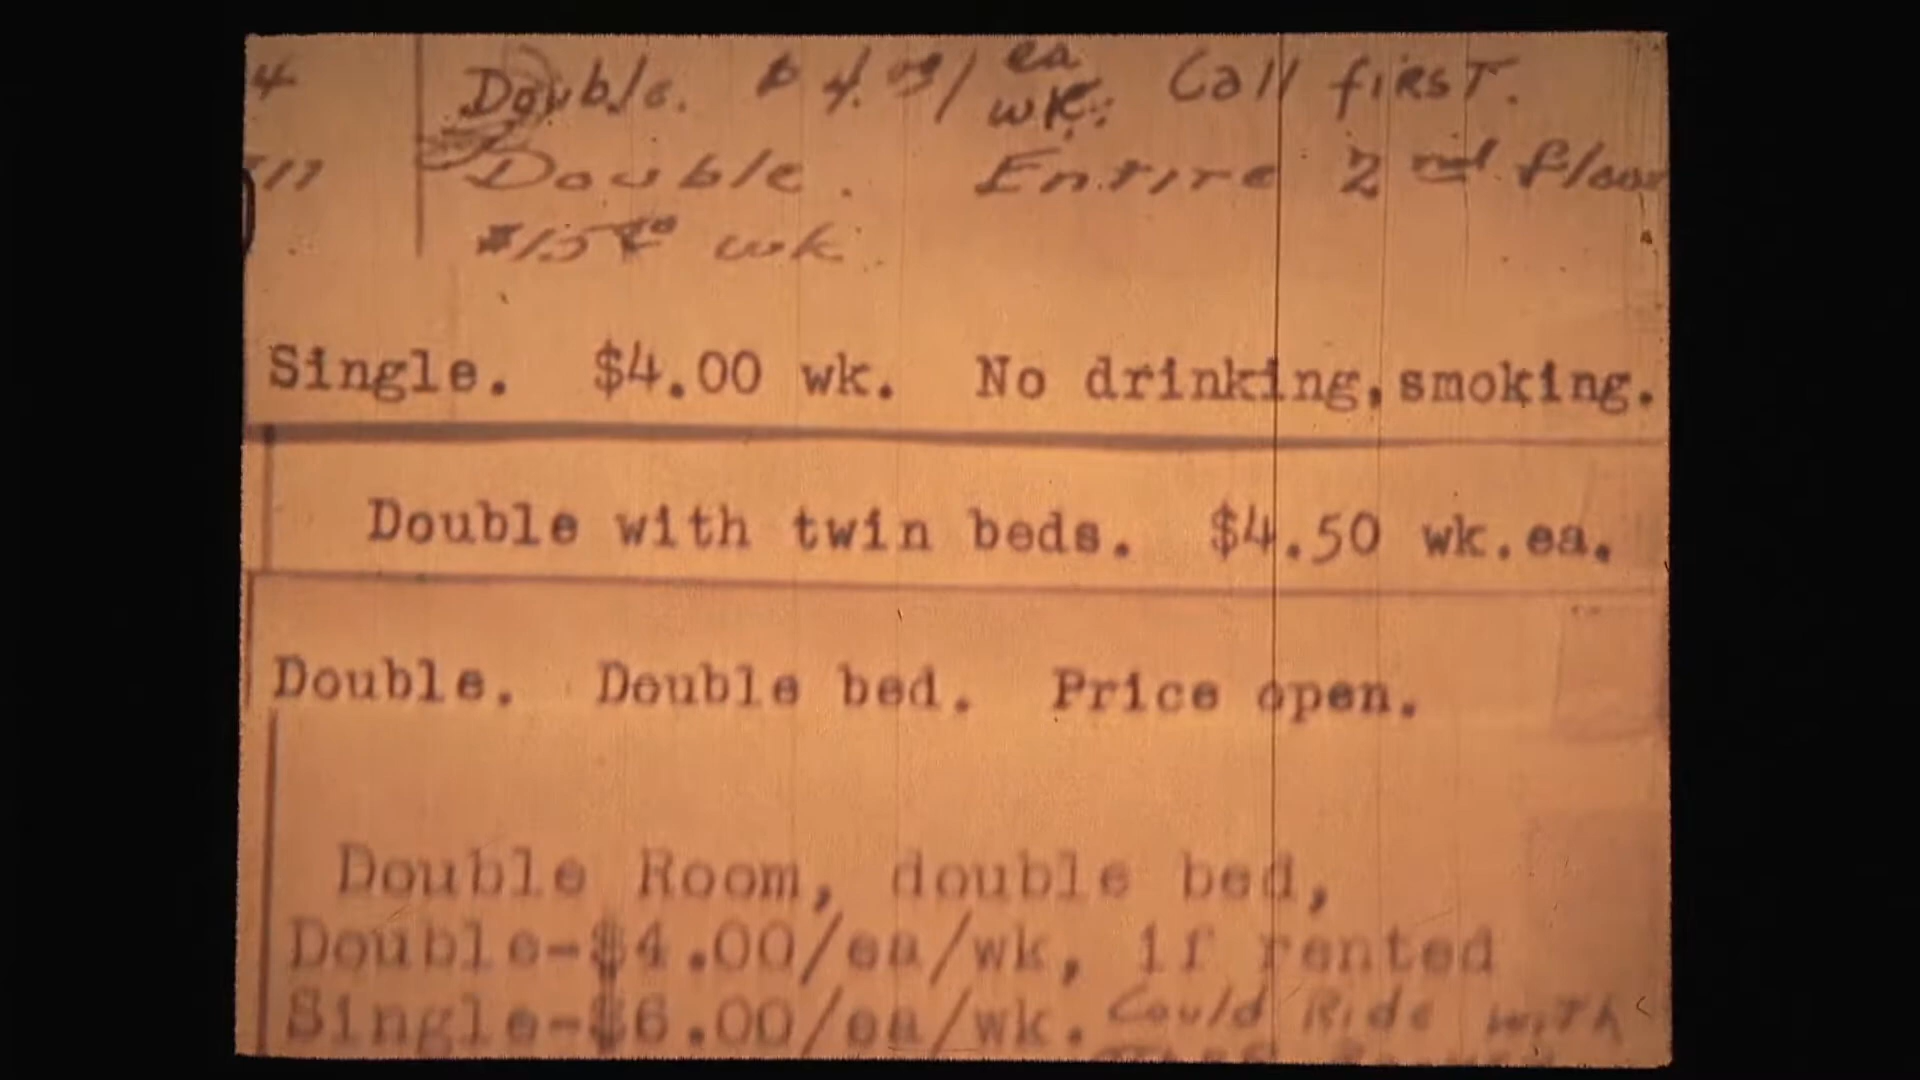 4 Double. $4.00/ea wk. Call first.
Double. Entire 2nd floor
$15.00 wk.
Single. $4.00 wk. No drinking, smoking.
Double with twin beds. $4.50 wk.ea.
Double. Double bed. Price open.
Double Room, double bed,
Double-$4.00/ea/wk, if rented
Single-$6.00/ea/wk. Could Ride with